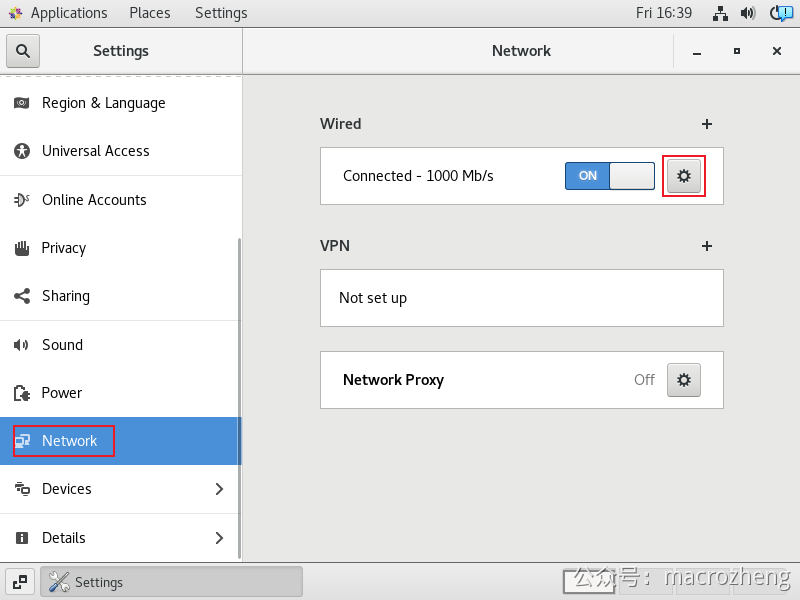 Applications Places Settings Fri 16:39
Settings Network
Region & Language
Universal Access
Online Accounts
Privacy
Sharing
Sound
Power
Network
Devices
Details
Wired
Connected - 1000 Mb/s ON
VPN
Not set up
Network Proxy Off
Settings
公众号：macrozheng